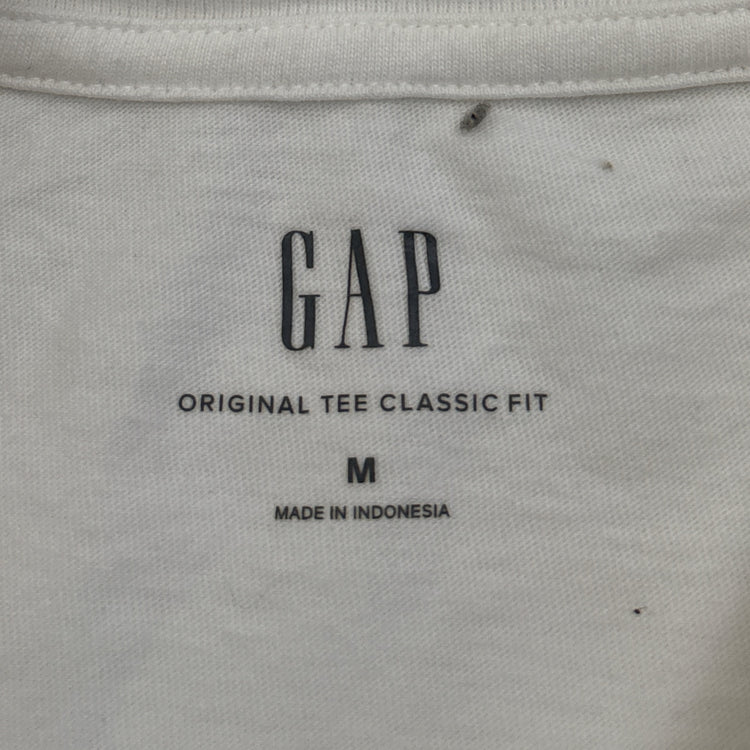 GAP
ORIGINAL TEE CLASSIC FIT
M
MADE IN INDONESIA